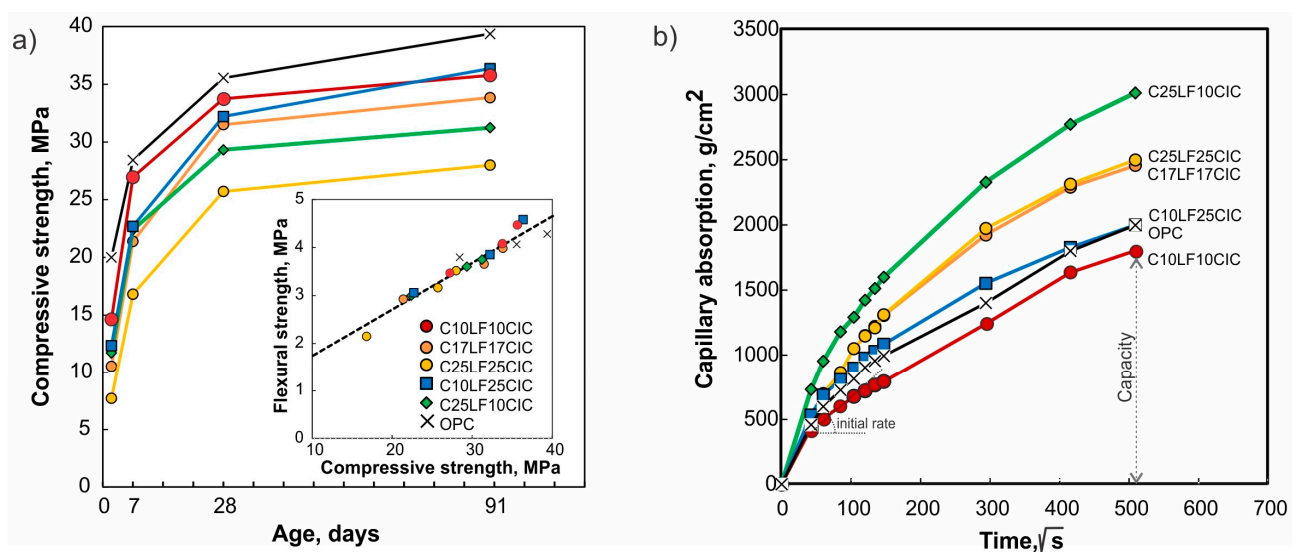 a)
Compressive strength, MPa
40
35
30
25
20
15
10
5
0
0 7 28 91
Age, days
Flexural strength, MPa
5
4
3
2
1
0
10 20 30 40
Compressive strength, MPa
C10LF10CIC
C17LF17CIC
C25LF25CIC
C10LF25CIC
C25LF10CIC
OPC
b)
Capillary absorption, g/cm²
3500
3000
2500
2000
1500
1000
500
0
0 100 200 300 400 500 600 700
Time,√s
C25LF10CIC
C25LF25CIC
C17LF17CIC
C10LF25CIC
OPC
C10LF10CIC
Capacity
initial rate